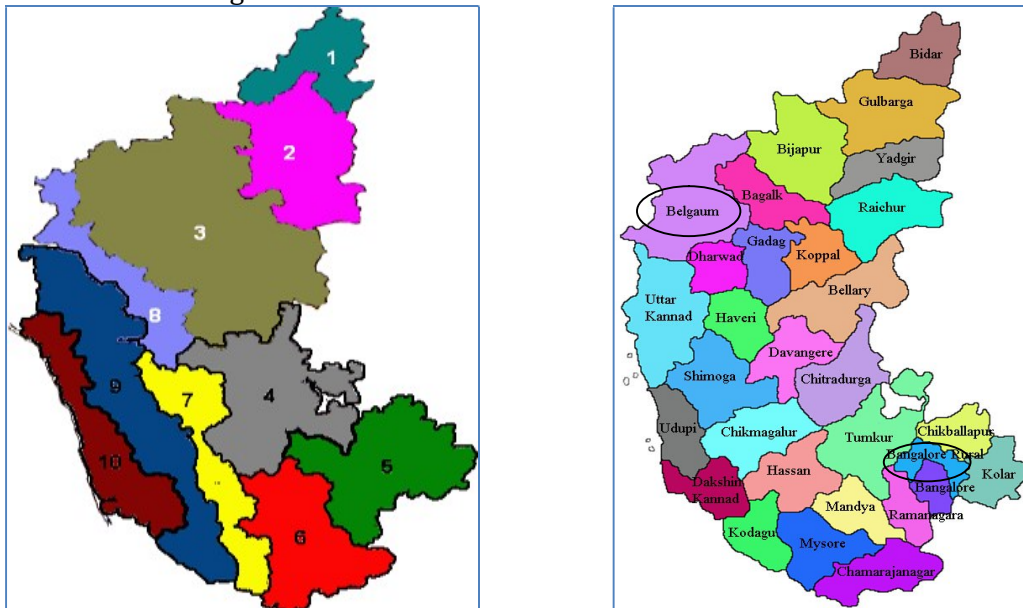 1
2
3
8
9
7
4
10
5
6
Bidar
Gulbarga
Bijapur
Yadgir
Bagalk
Belgaum
Raichur
Gadag
Dharwad
Koppal
Bellary
Uttar
Kannad
Haveri
Davangere
Shimoga
Chitradurga
Udupi
Chikmagalur
Tumkur
Chikballapur
Bangalore Rural
Hassan
Kolar
Dakshin
Kannad
Bangalore
Mandya
Ramanagara
Kodagu
Mysore
Chamarajanagar